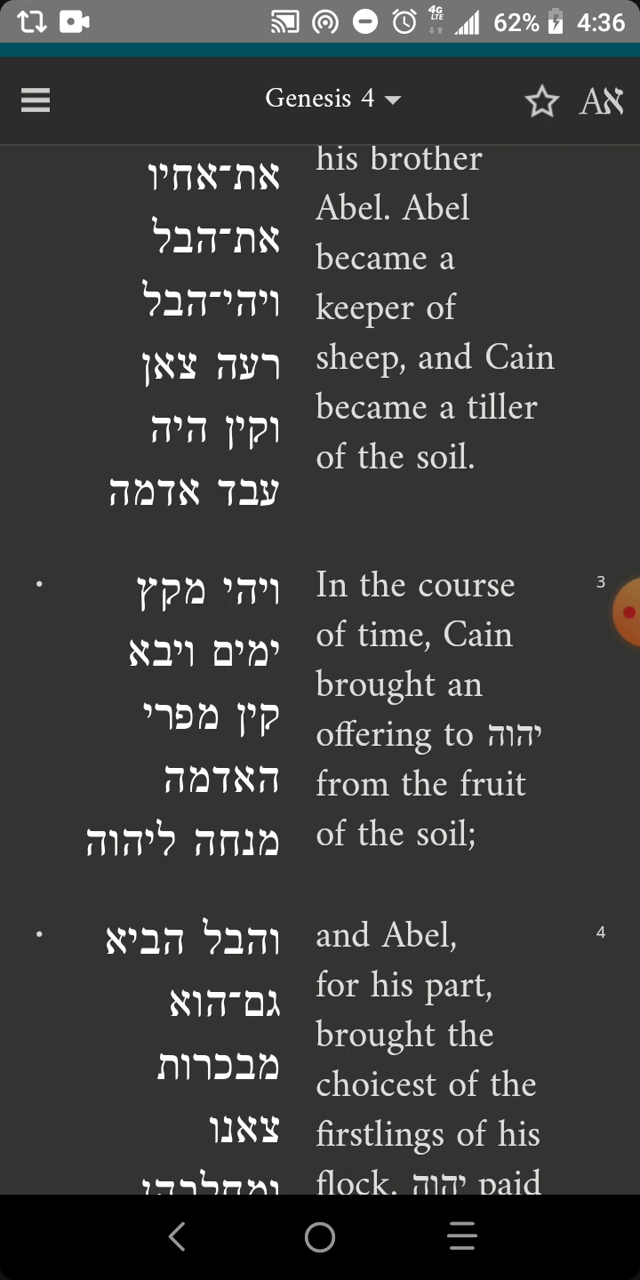 4G
LTE
62%
4:36
Genesis 4
Aא
את־אחיו
את־הבל
ויהי־הבל
רעה צאן
וקין היה
עבד אדמה
his brother
Abel. Abel
became a
keeper of
sheep, and Cain
became a tiller
of the soil.
ויהי מקץ
ימים ויבא
קין מפרי
האדמה
מנחה ליהוה
In the course
of time, Cain
brought an
offering to יהוה
from the fruit
of the soil;
3
והבל הביא
גם־הוא
מבכרות
צאנו
ומחלבהן
and Abel,
for his part,
brought the
choicest of the
firstlings of his
flock. יהוה paid
4